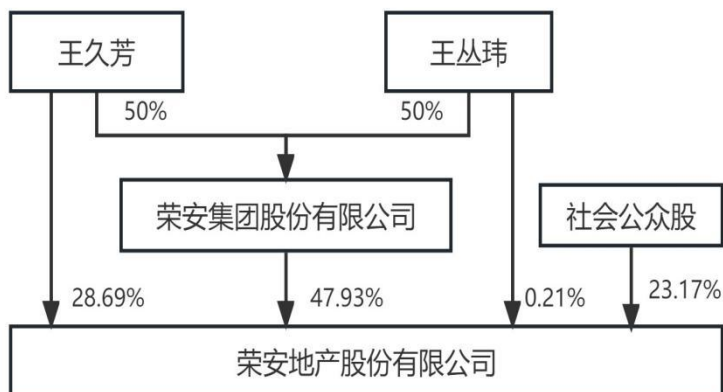 王久芳
王丛玮
50%
50%
荣安集团股份有限公司
社会公众股
28.69%
47.93%
0.21%
23.17%
荣安地产股份有限公司